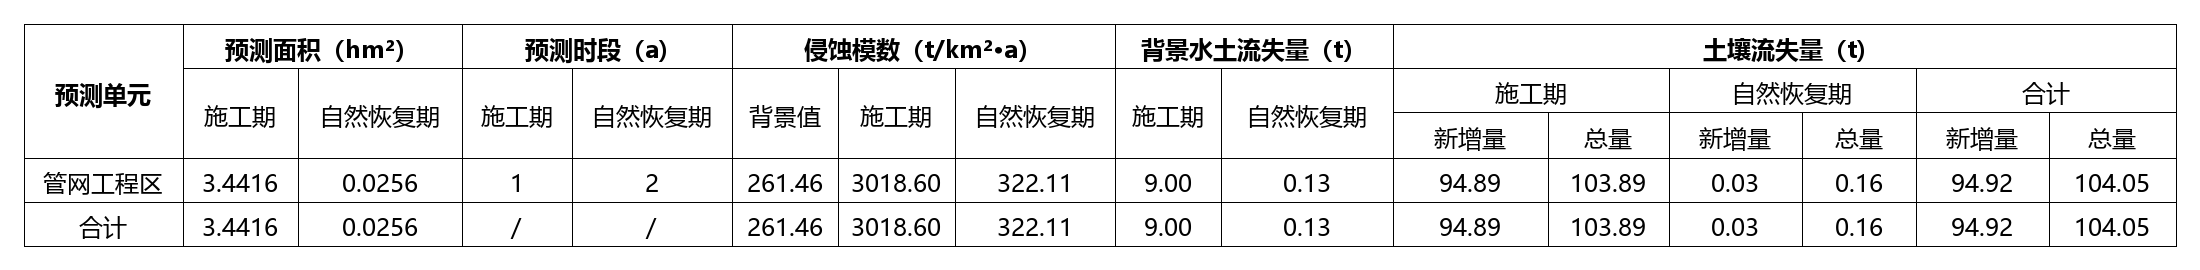 预测单元 预测面积（hm²） 预测时段（a） 侵蚀模数（t/km²•a） 背景水土流失量（t） 土壤流失量（t）
施工期 自然恢复期 施工期 自然恢复期 背景值 施工期 自然恢复期 施工期 自然恢复期 施工期 自然恢复期 合计
新增量 总量 新增量 总量 新增量 总量
管网工程区 3.4416 0.0256 1 2 261.46 3018.60 322.11 9.00 0.13 94.89 103.89 0.03 0.16 94.92 104.05
合计 3.4416 0.0256 / / 261.46 3018.60 322.11 9.00 0.13 94.89 103.89 0.03 0.16 94.92 104.05